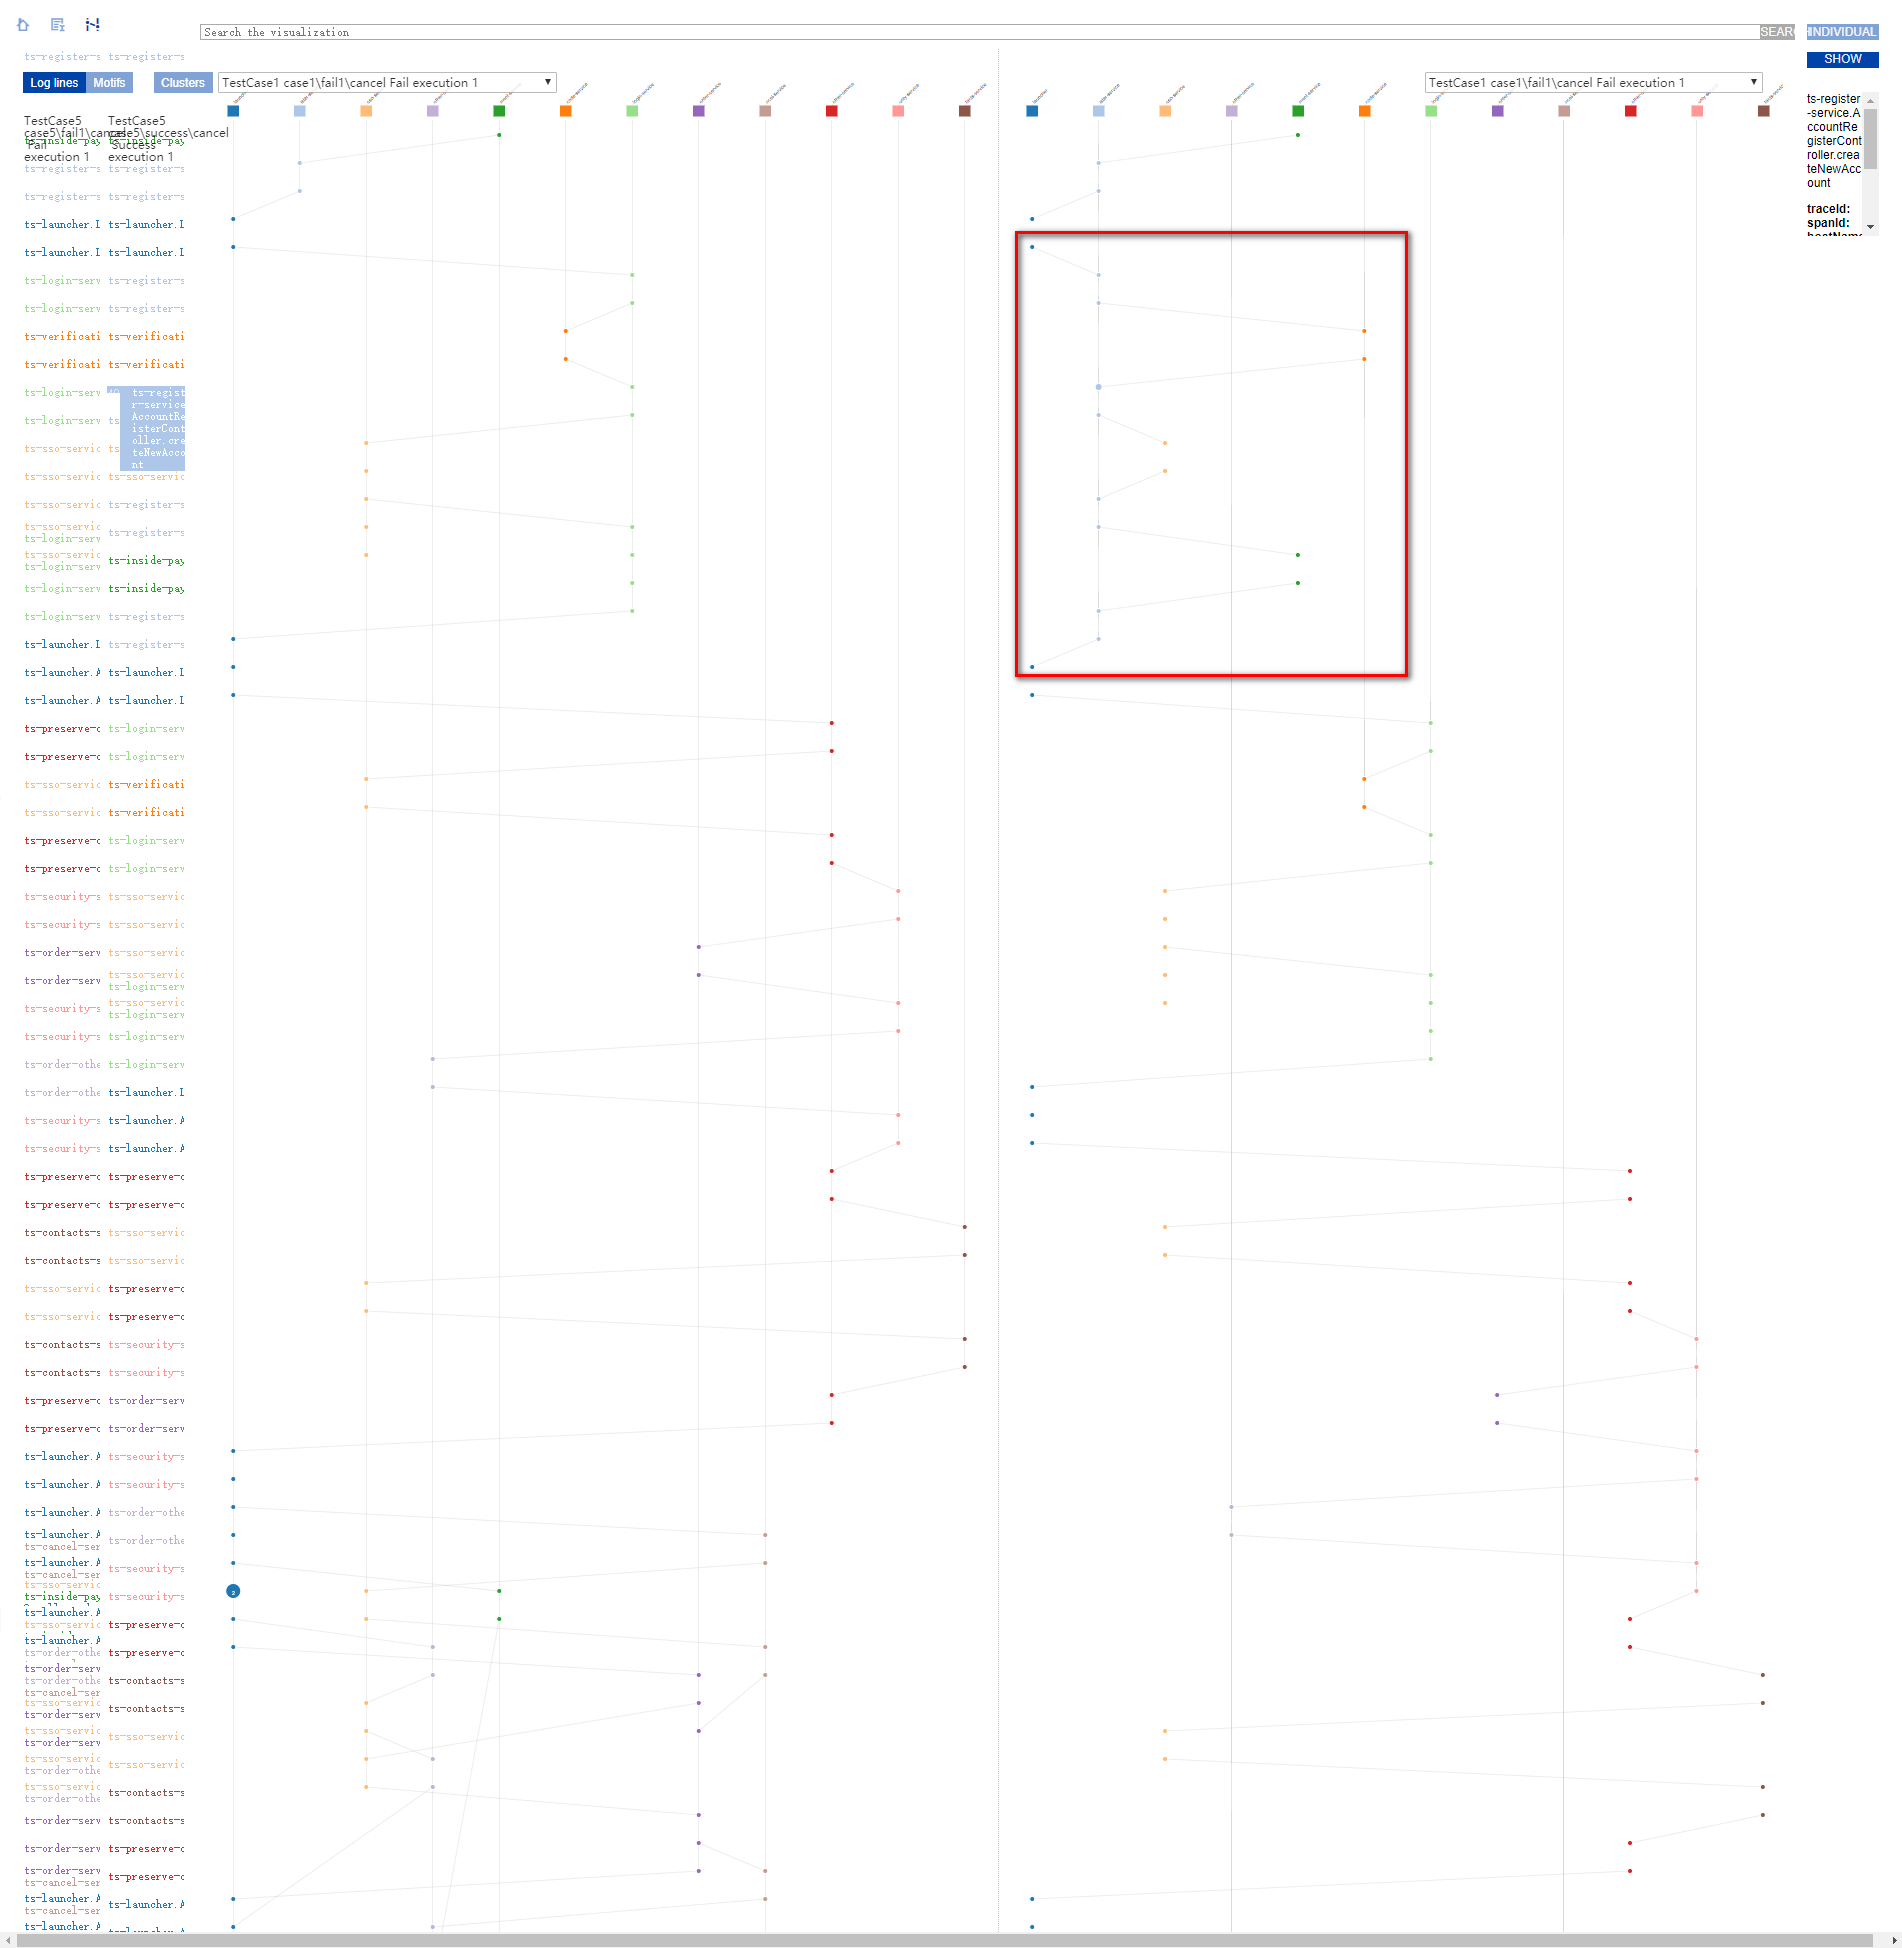 Search the visualization
SEAR
INDIVIDUAL
SHOW
ts-register-s ts-register-s
Log lines
Motifs
Clusters
TestCase1 case1\fail1\cancel Fail execution 1
TestCase1 case1\fail1\cancel Fail execution 1
ts-register
-service.A
ccountRe
gisterCont
roller.crea
teNewAcc
ount
traceId:
spanId:
hostName
TestCase5
case5\fail1\cancel
Fail
execution 1
TestCase5
case5\success\cancel
Success
execution 1
ts-inside-pay ts-inside-pay
ts-register-s ts-register-s
ts-register-s ts-register-s
ts-launcher.I ts-launcher.I
ts-launcher.I ts-launcher.I
ts-login-serv ts-register-s
ts-login-serv ts-register-s
ts-verificati ts-verificati
ts-verificati ts-verificati
ts-login-serv
ts-regist
r-service
AccountRe
isterCont
oller.cre
teNewAcco
nt
ts-login-serv
ts-sso-servic
ts-sso-servic ts-sso-servic
ts-sso-servic ts-register-s
ts-sso-servic
ts-login-serv ts-register-s
ts-sso-servic ts-inside-pay
ts-login-serv
ts-login-serv ts-inside-pay
ts-login-serv ts-register-s
ts-launcher.I ts-register-s
ts-launcher.A ts-launcher.I
ts-launcher.A ts-launcher.I
ts-preserve-o ts-login-serv
ts-preserve-o ts-login-serv
ts-sso-servic ts-verificati
ts-sso-servic ts-verificati
ts-preserve-o ts-login-serv
ts-preserve-o ts-login-serv
ts-security-s ts-sso-servic
ts-security-s ts-sso-servic
ts-order-serv ts-sso-servic
ts-order-serv ts-sso-servic
ts-login-serv
ts-security-s ts-sso-servic
ts-login-serv
ts-security-s ts-login-serv
ts-order-othe ts-login-serv
ts-order-othe ts-launcher.I
ts-security-s ts-launcher.A
ts-security-s ts-launcher.A
ts-preserve-o ts-preserve-o
ts-preserve-o ts-preserve-o
ts-contacts-s ts-sso-servic
ts-contacts-s ts-sso-servic
ts-sso-servic ts-preserve-o
ts-sso-servic ts-preserve-o
ts-contacts-s ts-security-s
ts-contacts-s ts-security-s
ts-preserve-o ts-order-serv
ts-preserve-o ts-order-serv
ts-launcher.A ts-security-s
ts-launcher.A ts-security-s
ts-launcher.A ts-order-othe
ts-launcher.A ts-order-othe
ts-cancel-ser
ts-launcher.A ts-security-s
ts-cancel-ser
ts-sso-servic
ts-inside-pay ts-security-s
ts-launcher.A
ts-sso-servic ts-preserve-o
ts-launcher.A
ts-order-othe ts-preserve-o
ts-order-serv
ts-order-othe ts-contacts-s
ts-cancel-ser
ts-sso-servic
ts-order-serv ts-contacts-s
ts-sso-servic ts-sso-servic
ts-order-serv
ts-sso-servic ts-sso-servic
ts-order-othe
ts-sso-servic ts-contacts-s
ts-order-othe
ts-order-serv ts-contacts-s
ts-order-serv ts-preserve-o
ts-order-serv ts-preserve-o
ts-cancel-ser
ts-launcher.A ts-launcher.A
ts-cancel-ser
ts-launcher.A ts-launcher.A